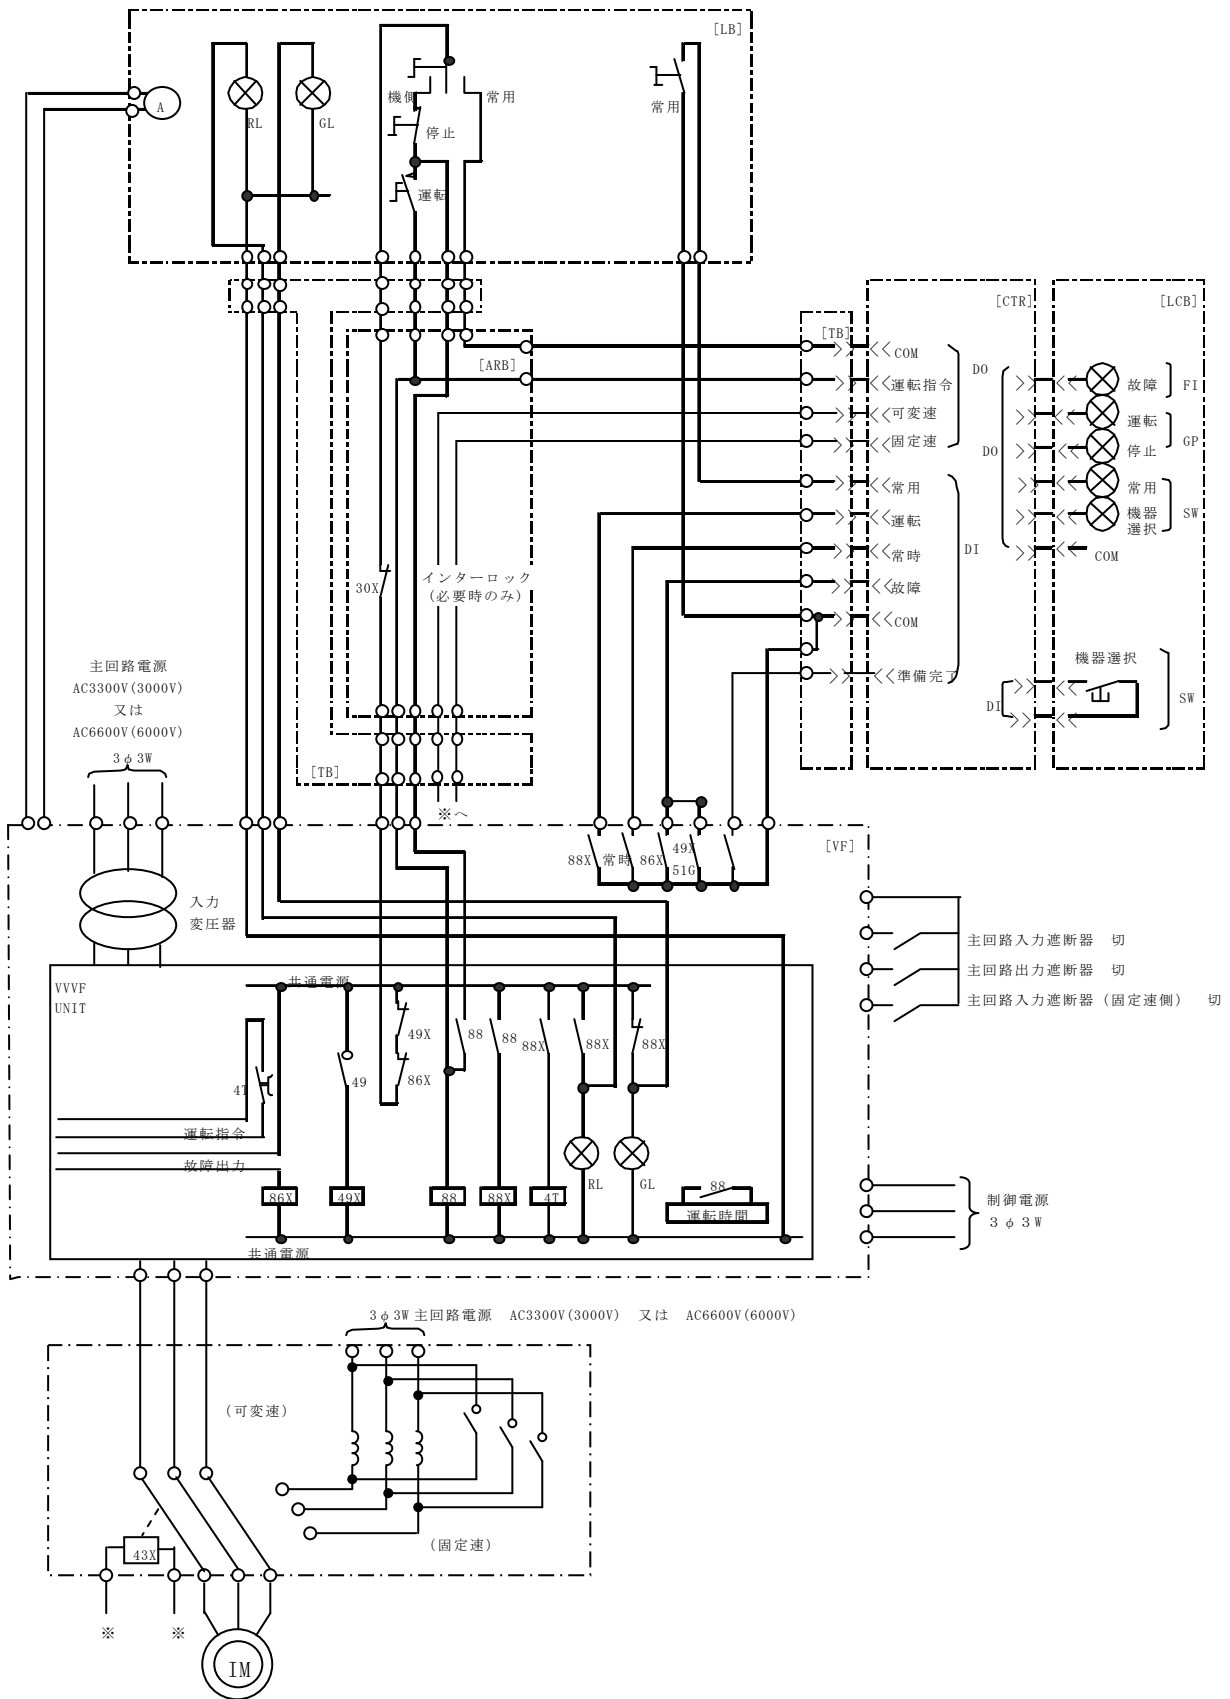 [LB]
A
RL
GL
機側
常用
停止
運転
常用
[ARB]
[TB]
[CTR]
[LCB]
COM
運転指令
可変速
固定速
DO
常用
運転
常時
故障
COM
準備完了
DI
DO
DI
故障
FI
運転
停止
GP
常用
機器
選択
SW
COM
機器選択
SW
30X
インターロック
(必要時のみ)
[TB]
※へ
主回路電源
AC3300V(3000V)
又は
AC6600V(6000V)
3φ3W
[VF]
88X
常時
86X
49X
51G
入力
変圧器
主回路入力遮断器 切
主回路出力遮断器 切
主回路入力遮断器(固定速側) 切
VVVF
UNIT
共通電源
4T
49
49X
86X
88
88
88X
88X
88X
運転指令
故障出力
RL
GL
86X
49X
88
88X
4T
88
運転時間
共通電源
制御電源
3φ3W
3φ3W 主回路電源 AC3300V(3000V) 又は AC6600V(6000V)
(可変速)
(固定速)
43X
※
※
IM